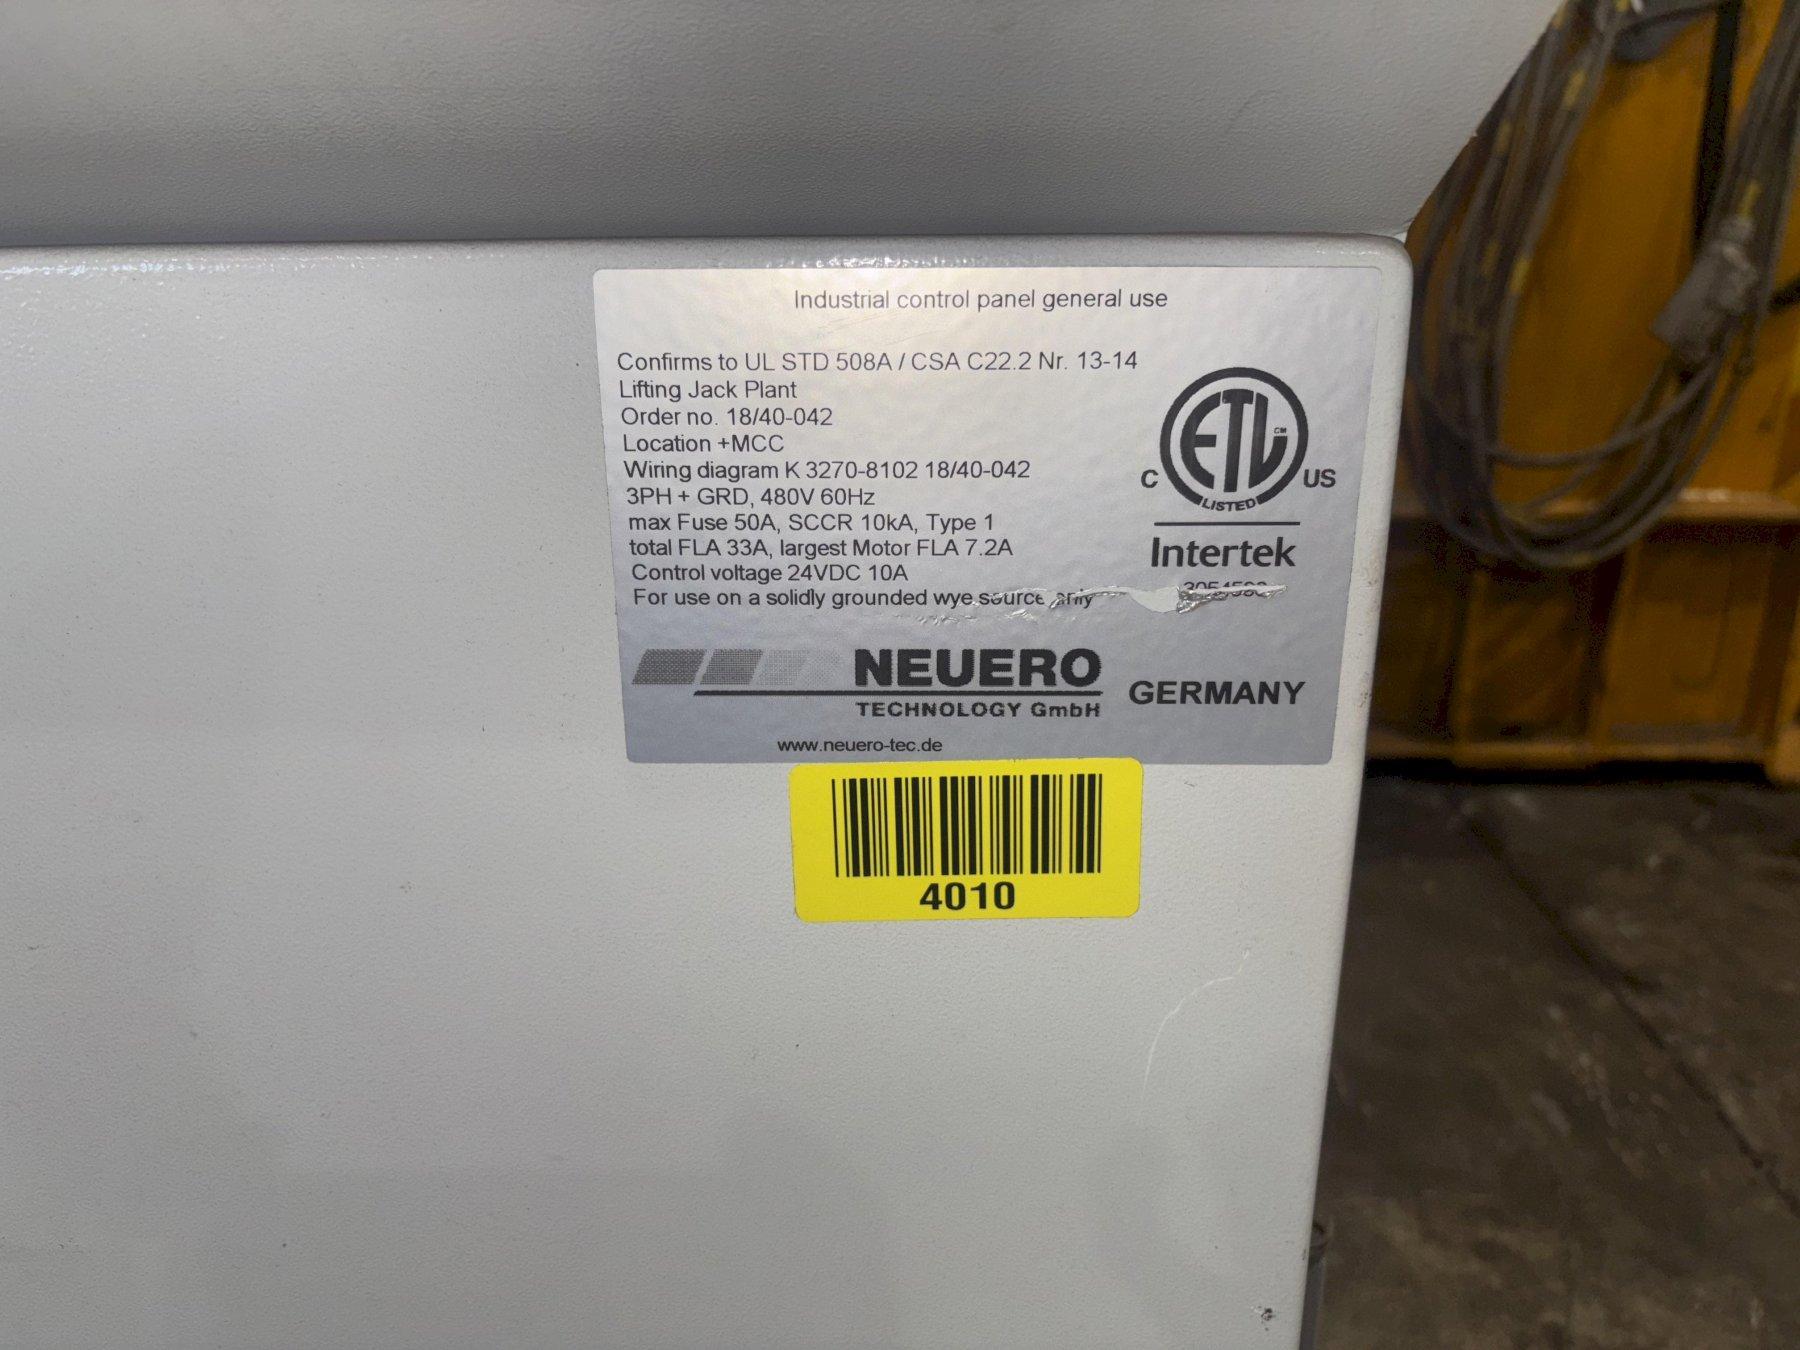 Industrial control panel general use
Confirms to UL STD 508A / CSA C22.2 Nr. 13-14
Lifting Jack Plant
Order no. 18/40-042
Location +MCC
Wiring diagram K 3270-8102 18/40-042
3PH + GRD, 480V 60Hz
max Fuse 50A, SCCR 10kA, Type 1
total FLA 33A, largest Motor FLA 7.2A
Control voltage 24VDC 10A
For use on a solidly grounded wye source only
ETL CM
C US
LISTED
Intertek
NEUERO
TECHNOLOGY GmbH
GERMANY
www.neuero-tec.de
4010